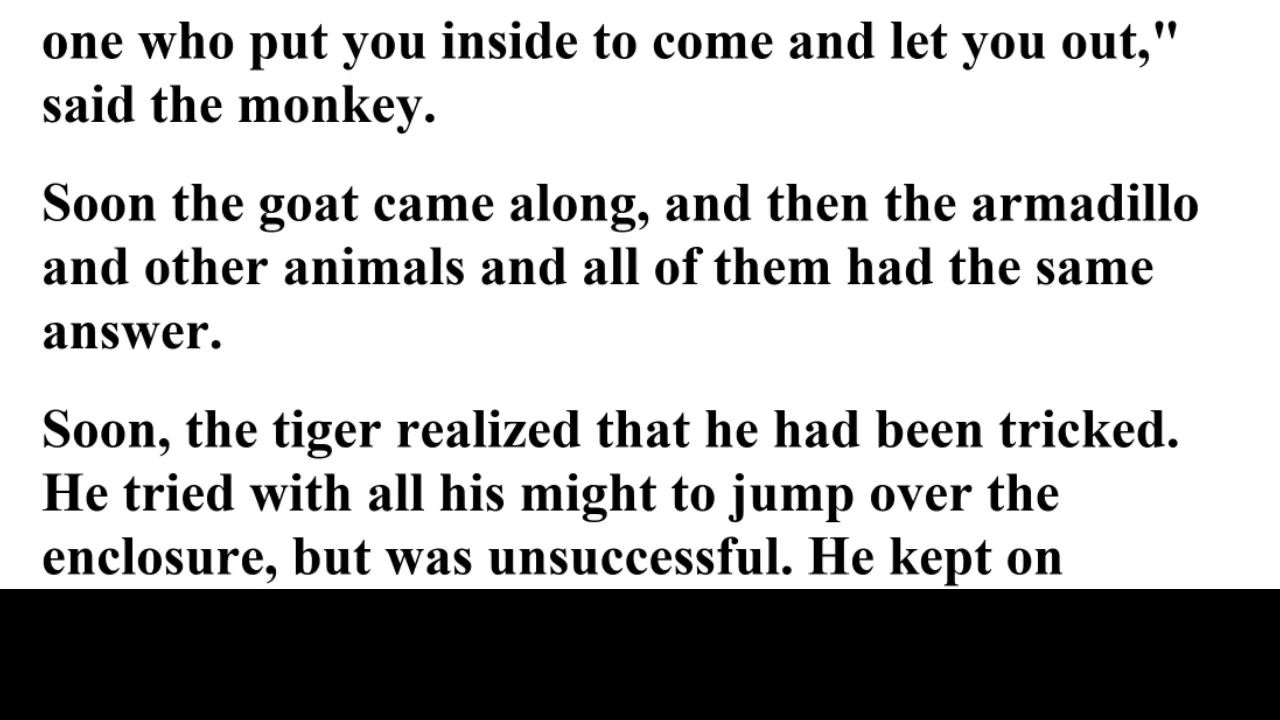 one who put you inside to come and let you out,"
said the monkey.
Soon the goat came along, and then the armadillo
and other animals and all of them had the same
answer.
Soon, the tiger realized that he had been tricked.
He tried with all his might to jump over the
enclosure, but was unsuccessful. He kept on